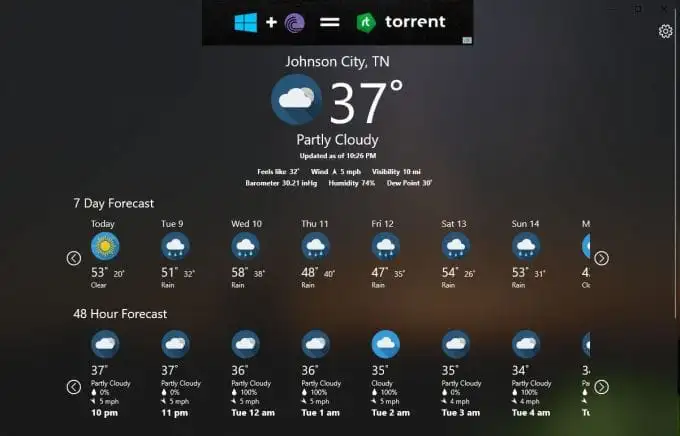 + = rt torrent
Johnson City, TN
37°
Partly Cloudy
Updated as of 10:26 PM
Feels like 32° Wind 5 mph Visibility 10 mi
Barometer 30.21 inHg Humidity 74% Dew Point 30°
7 Day Forecast
Today Tue 9 Wed 10 Thu 11 Fri 12 Sat 13 Sun 14 M
53° 20° 51° 32° 58° 38° 48° 40° 47° 35° 54° 26° 53° 31° 4
Clear Rain Rain Rain Rain Rain Rain
48 Hour Forecast
37° 37° 36° 36° 35° 35° 34° 3
Partly Cloudy Partly Cloudy Partly Cloudy Partly Cloudy Cloudy Partly Cloudy Partly Cloudy
0% 0% 100% 100% 100% 100% 100%
5 mph 5 mph 5 mph 5 mph 5 mph 4 mph 4 mph
10 pm 11 pm Tue 12 am Tue 1 am Tue 2 am Tue 3 am Tue 4 am Tu